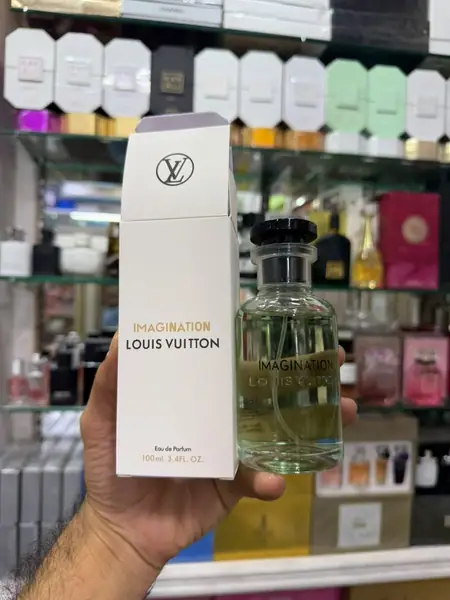 LV
IMAGINATION
LOUIS VUITTON
Eau de Parfum
100ml. 3.4FL. OZ.
IMAGINATION
LOUIS VUITTON